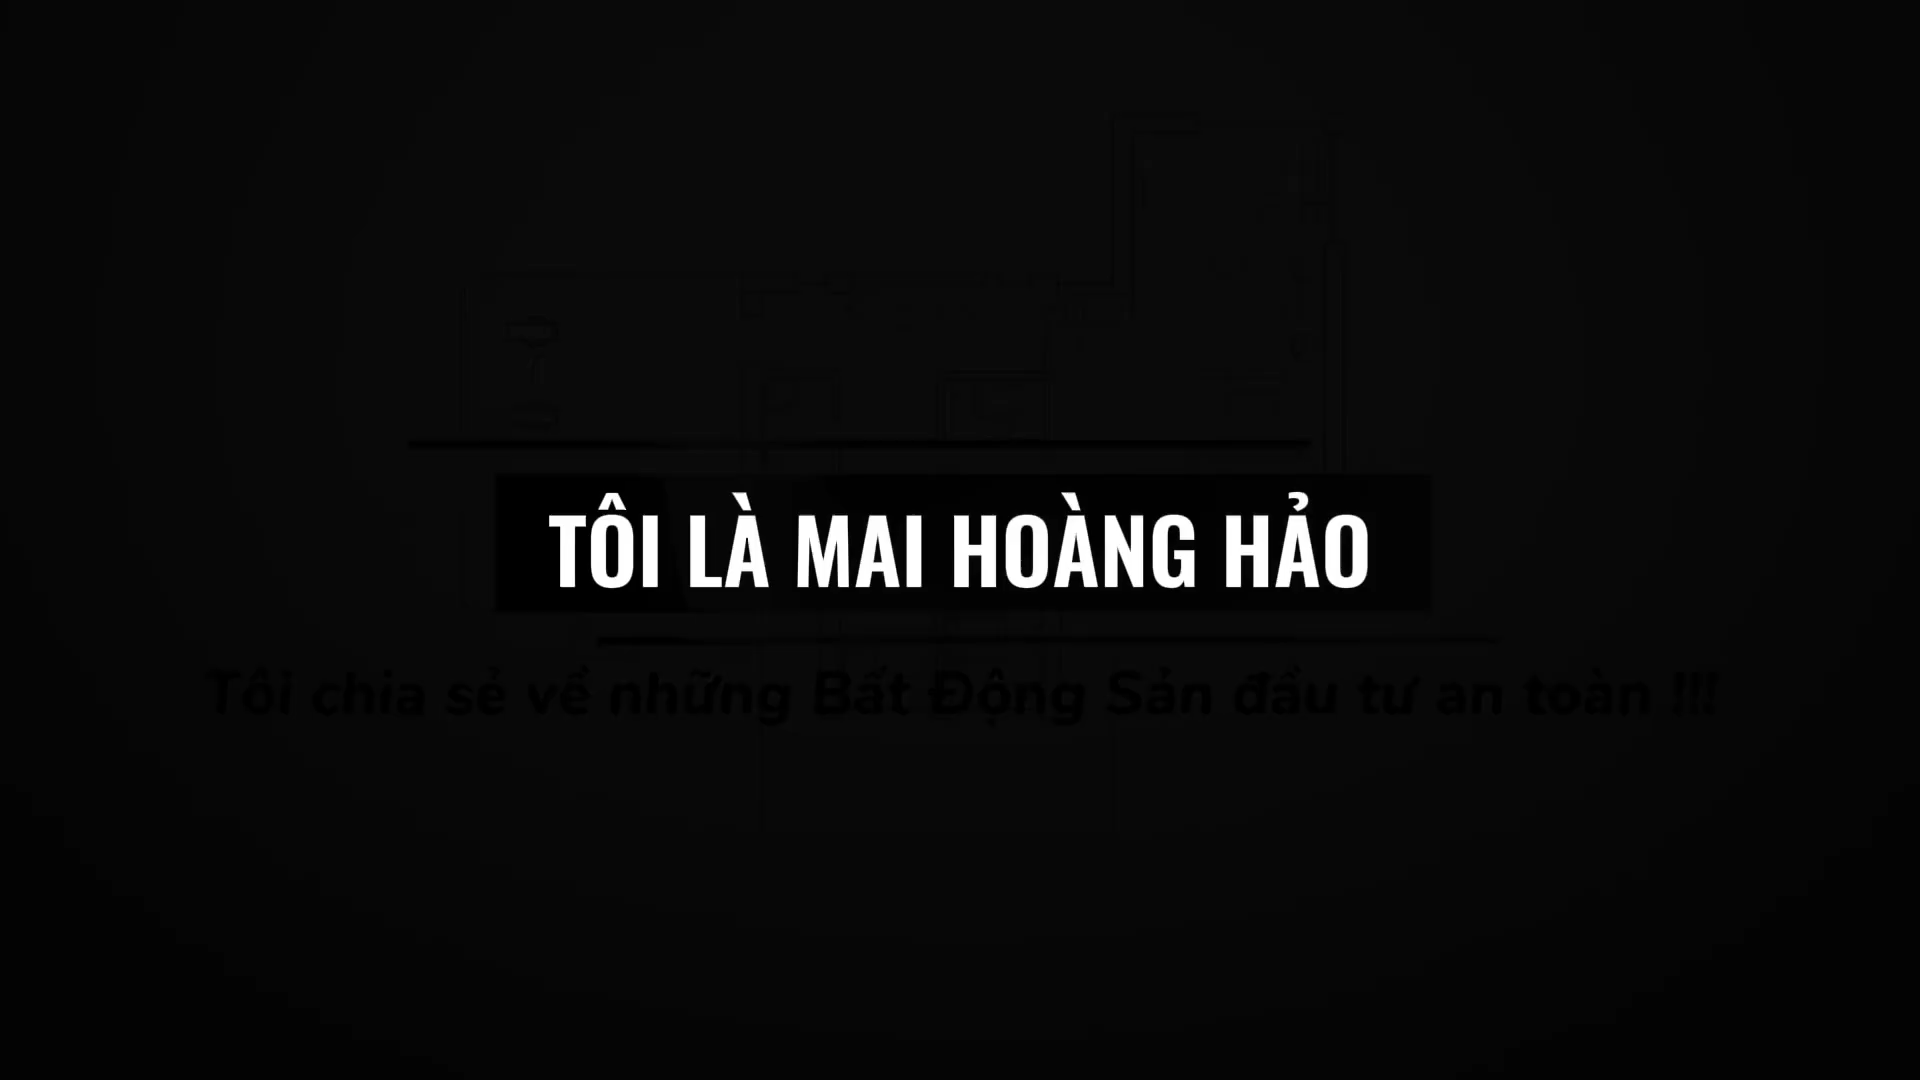 TÔI LÀ MAI HOÀNG HẢO
Tôi chia sẻ về những Bất Động Sản đầu tư an toàn !!!